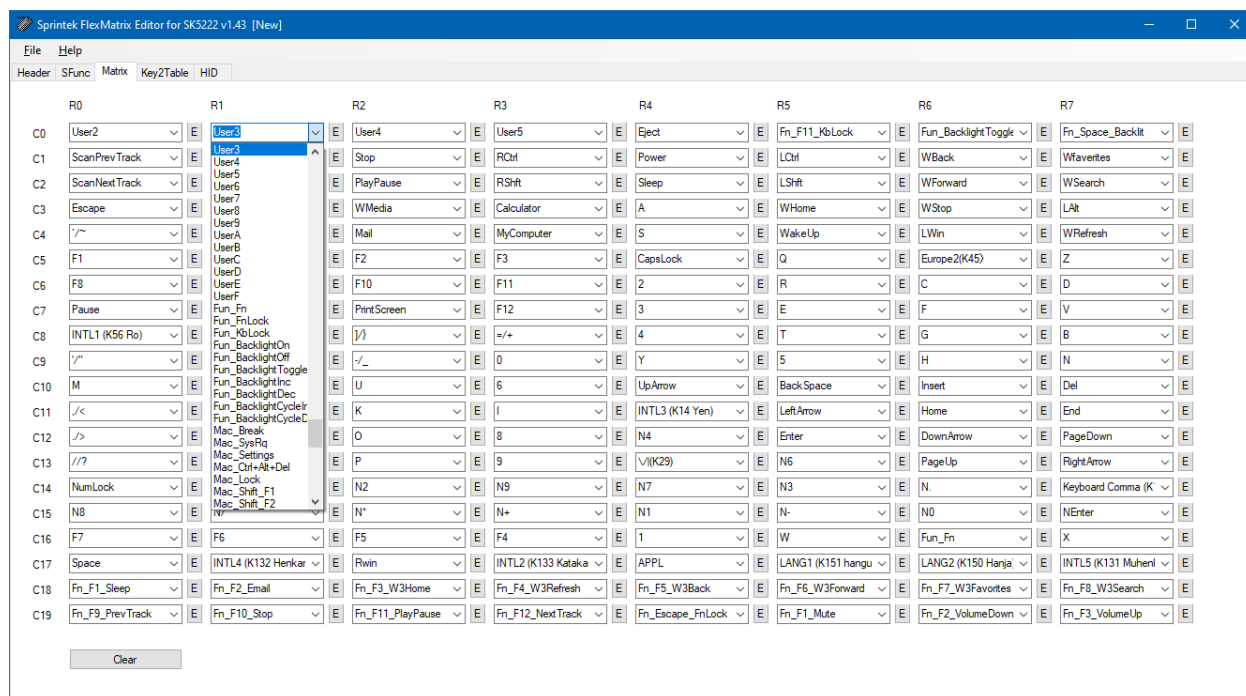 Sprintek FlexMatrix Editor for SK5222 v1.43 [New]
File Help
Header SFunc Matrix Key2Table HID
R0 R1 R2 R3 R4 R5 R6 R7
C0 User2 E User3 E User4 E User5 E Eject E Fn_F11_KbLock E Fun_BacklightToggle E Fn_Space_Backlit E
C1 ScanPrevTrack E E Stop E RCtrl E Power E LCtrl E WBack E Wfaverites E
C2 ScanNextTrack E E PlayPause E RShft E Sleep E LShft E WForward E WSearch E
C3 Escape E E WMedia E Calculator E A E WHome E WStop E LAlt E
C4 `/~ E E Mail E MyComputer E S E WakeUp E LWin E WRefresh E
C5 F1 E E F2 E F3 E CapsLock E Q E Europe2(K45) E Z E
C6 F8 E E F10 E F11 E 2 E R E C E D E
C7 Pause E E PrintScreen E F12 E 3 E E E F E V E
C8 INTL1 (K56 Ro) E E ]/} E =/+ E 4 E T E G E B E
C9 '/" E E -/_ E 0 E Y E 5 E H E N E
C10 M E E U E 6 E UpArrow E BackSpace E Insert E Del E
C11 ,/< E E K E I E INTL3 (K14 Yen) E LeftArrow E Home E End E
C12 ./> E E O E 8 E N4 E Enter E DownArrow E PageDown E
C13 //? E E P E 9 E \/|(K29) E N6 E PageUp E RightArrow E
C14 NumLock E E N2 E N9 E N7 E N3 E N. E Keyboard Comma (K E
C15 N8 E N/ E N* E N+ E N1 E N- E N0 E NEnter E
C16 F7 E F6 E F5 E F4 E 1 E W E Fun_Fn E X E
C17 Space E INTL4 (K132 Henkar E Rwin E INTL2 (K133 Kataka E APPL E LANG1 (K151 hangu E LANG2 (K150 Hanja) E INTL5 (K131 Muhenl E
C18 Fn_F1_Sleep E Fn_F2_Email E Fn_F3_W3Home E Fn_F4_W3Refresh E Fn_F5_W3Back E Fn_F6_W3Forward E Fn_F7_W3Favorites E Fn_F8_W3Search E
C19 Fn_F9_PrevTrack E Fn_F10_Stop E Fn_F11_PlayPause E Fn_F12_NextTrack E Fn_Escape_FnLock E Fn_F1_Mute E Fn_F2_VolumeDown E Fn_F3_VolumeUp E
User3
User4
User5
User6
User7
User8
User9
UserA
UserB
UserC
UserD
UserE
UserF
Fun_Fn
Fun_FnLock
Fun_KbLock
Fun_BacklightOn
Fun_BacklightOff
Fun_BacklightToggle
Fun_BacklightInc
Fun_BacklightDec
Fun_BacklightCycleIr
Fun_BacklightCycleD
Mac_Break
Mac_SysRq
Mac_Settings
Mac_Ctrl+Alt+Del
Mac_Lock
Mac_Shift_F1
Mac_Shift_F2
Clear